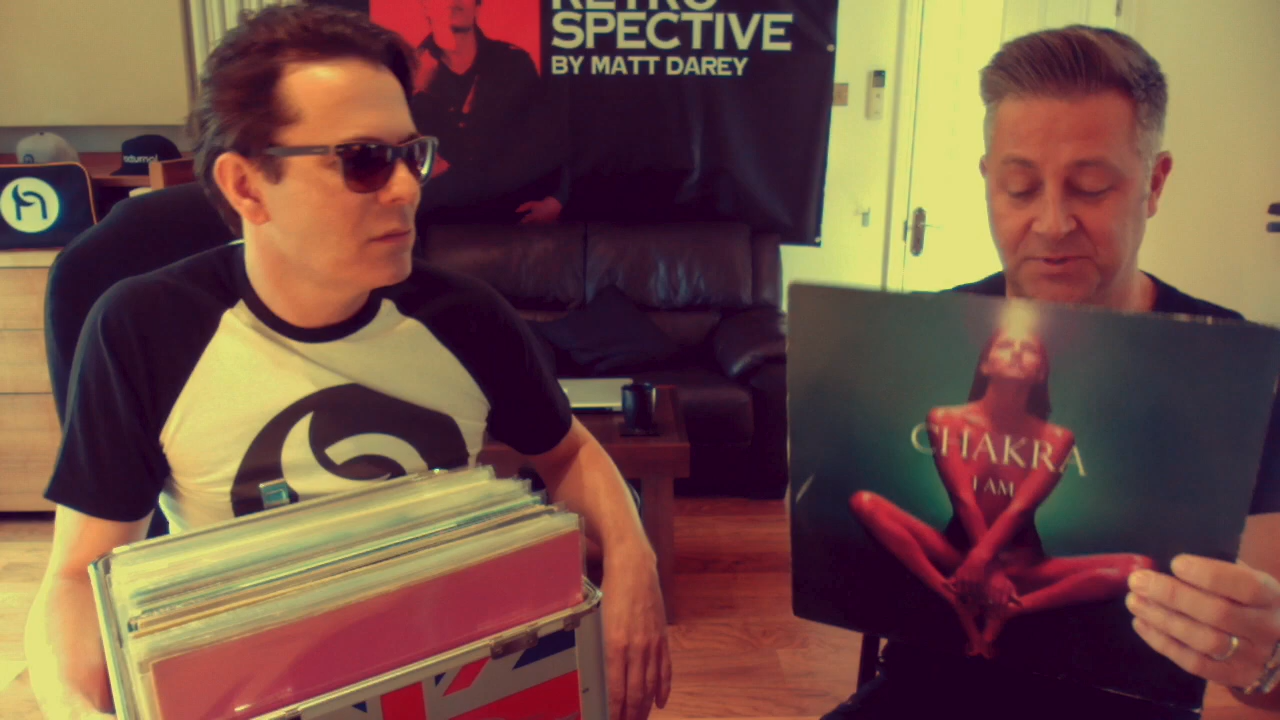 RETRO
SPECTIVE
BY MATT DAREY
CHAKRA
I AM